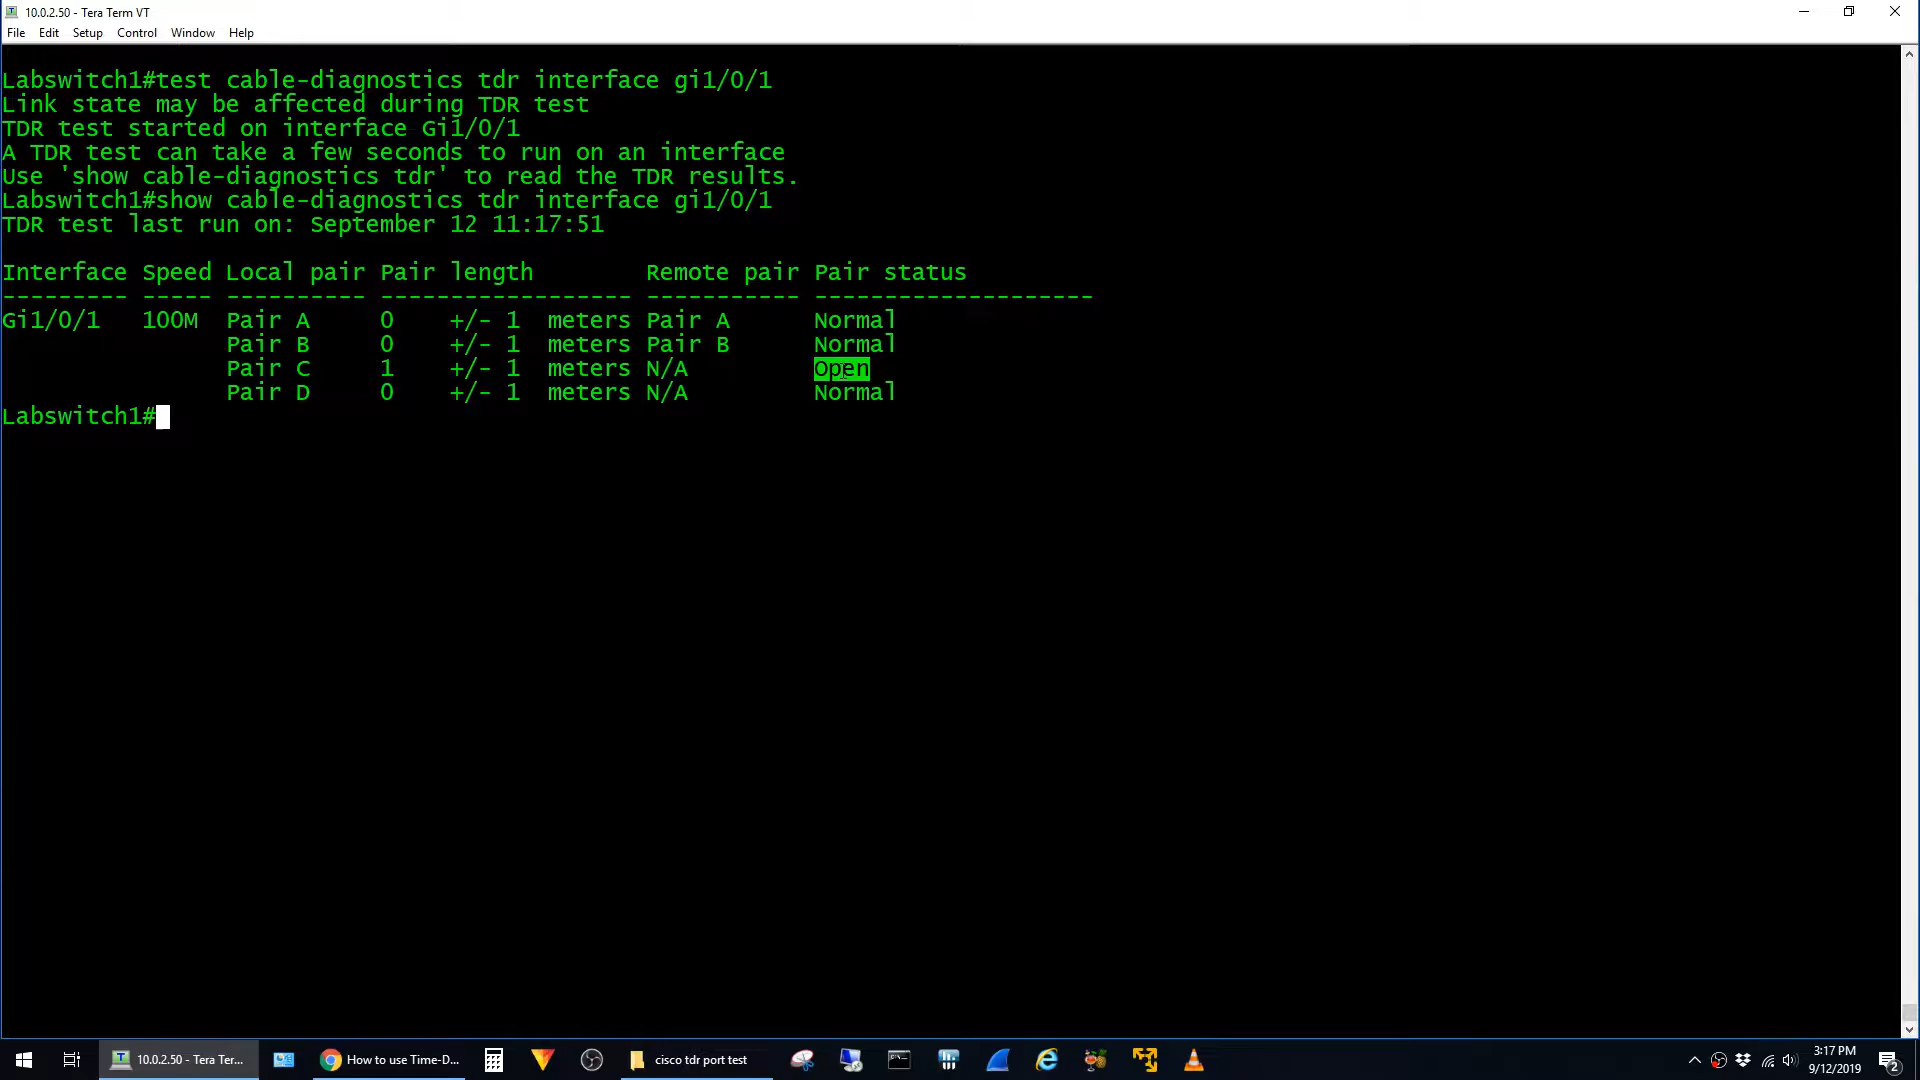 10.0.2.50 - Tera Term VT
File Edit Setup Control Window Help
Labswitch1#test cable-diagnostics tdr interface gi1/0/1
Link state may be affected during TDR test
TDR test started on interface Gi1/0/1
A TDR test can take a few seconds to run on an interface
Use 'show cable-diagnostics tdr' to read the TDR results.
Labswitch1#show cable-diagnostics tdr interface gi1/0/1
TDR test last run on: September 12 11:17:51
Interface Speed Local pair Pair length Remote pair Pair status
--------- ----- ---------- ------------------ ----------- --------------------
Gi1/0/1 100M Pair A 0 +/- 1 meters Pair A Normal
Pair B 0 +/- 1 meters Pair B Normal
Pair C 1 +/- 1 meters N/A Open
Pair D 0 +/- 1 meters N/A Normal
Labswitch1#
10.0.2.50 - Tera Ter... How to use Time-D... cisco tdr port test 3:17 PM
9/12/2019 2